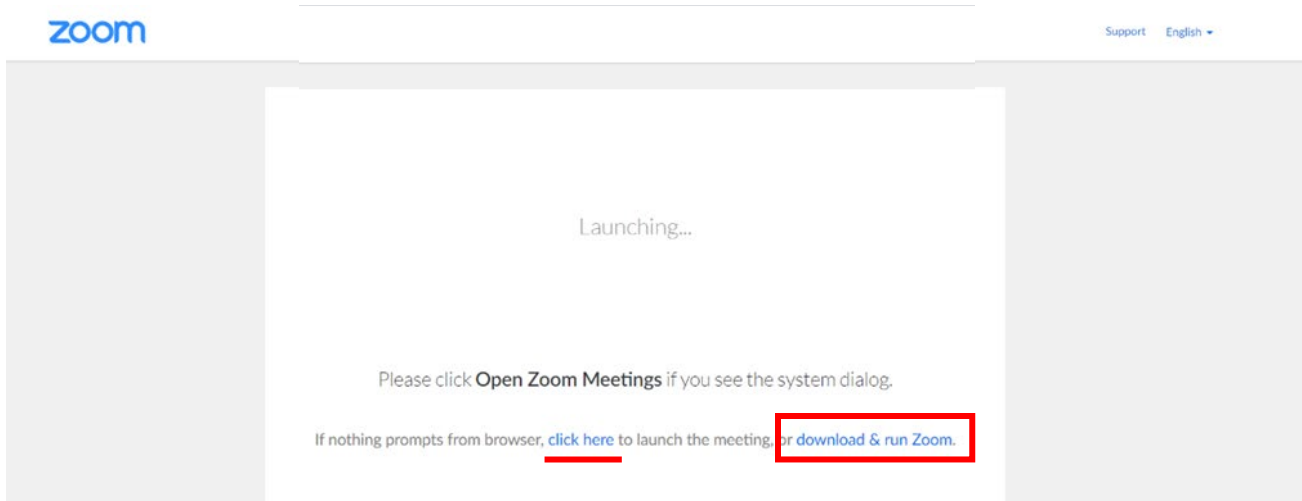 zoom
Support English
Launching...
Please click Open Zoom Meetings if you see the system dialog.
If nothing prompts from browser, click here to launch the meeting, or download & run Zoom.